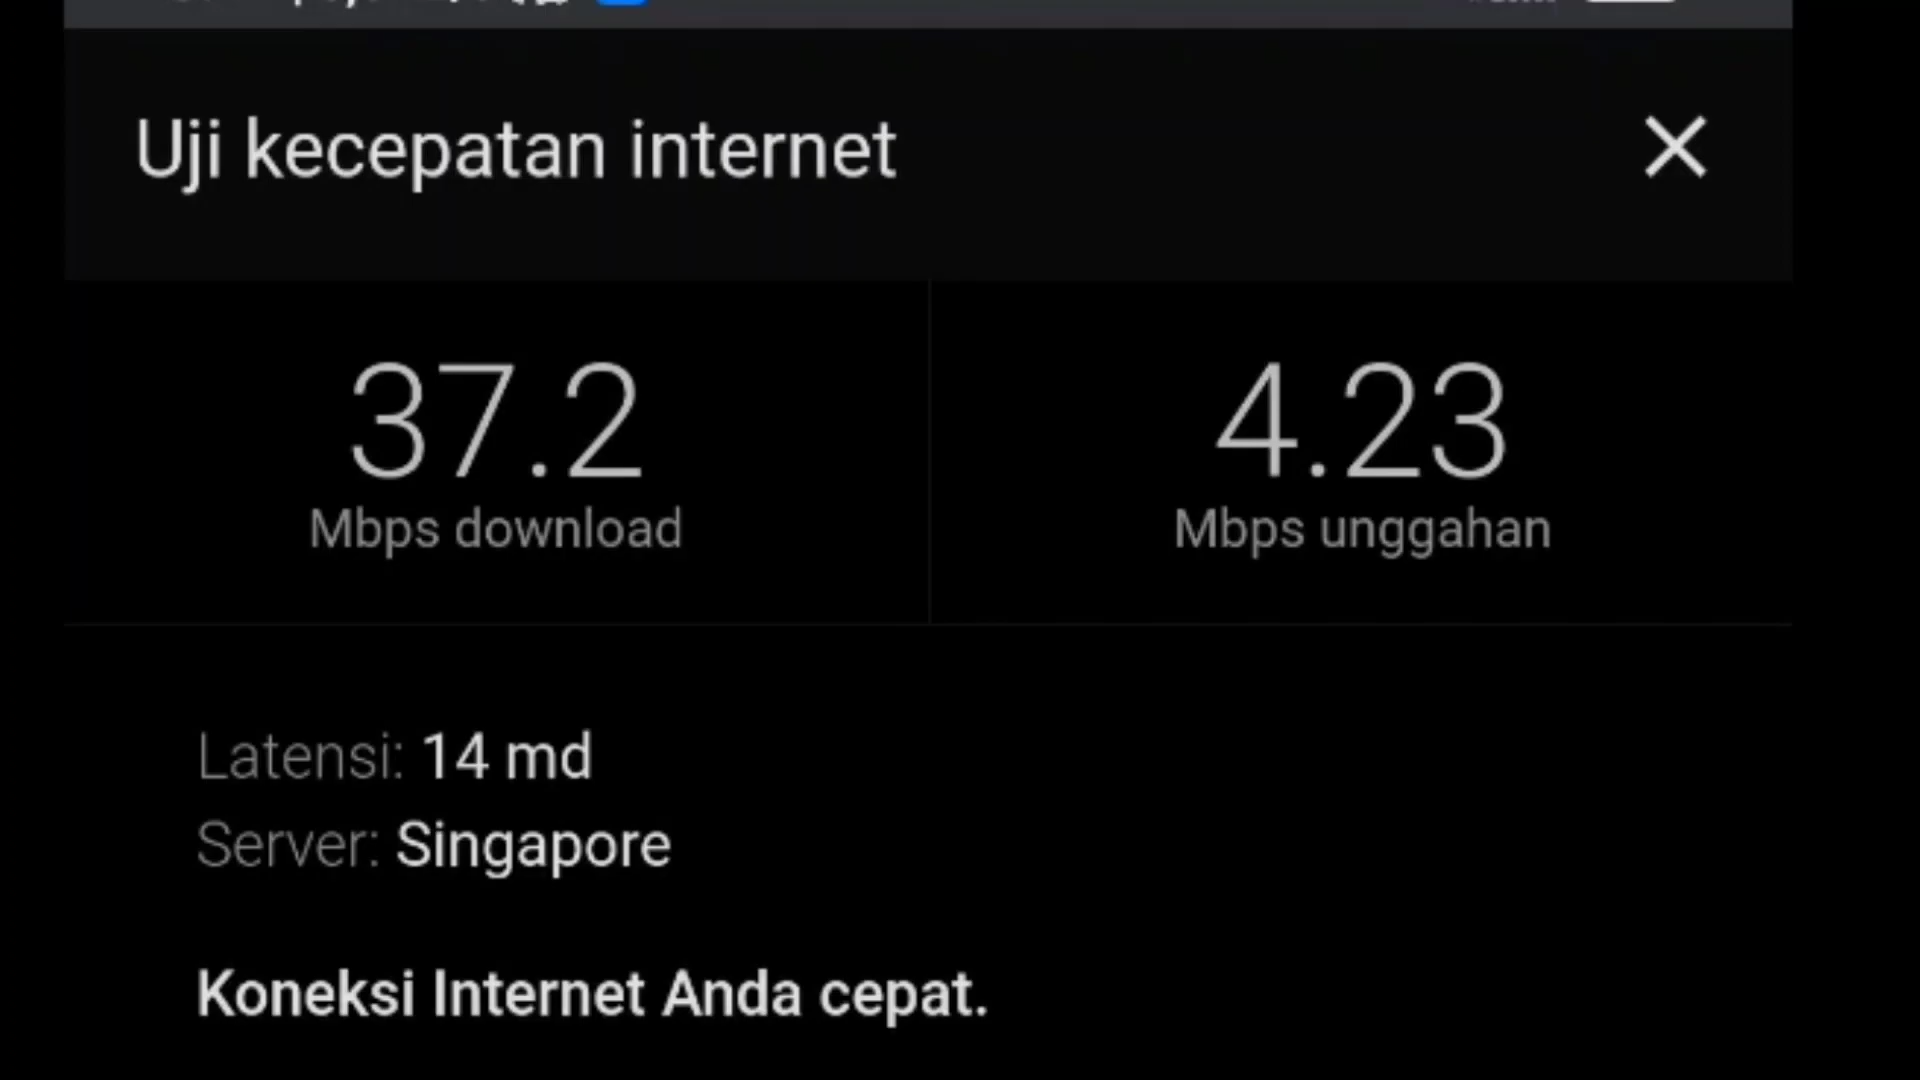 Uji kecepatan internet
37.2
Mbps download
4.23
Mbps unggahan
Latensi: 14 md
Server: Singapore
Koneksi Internet Anda cepat.